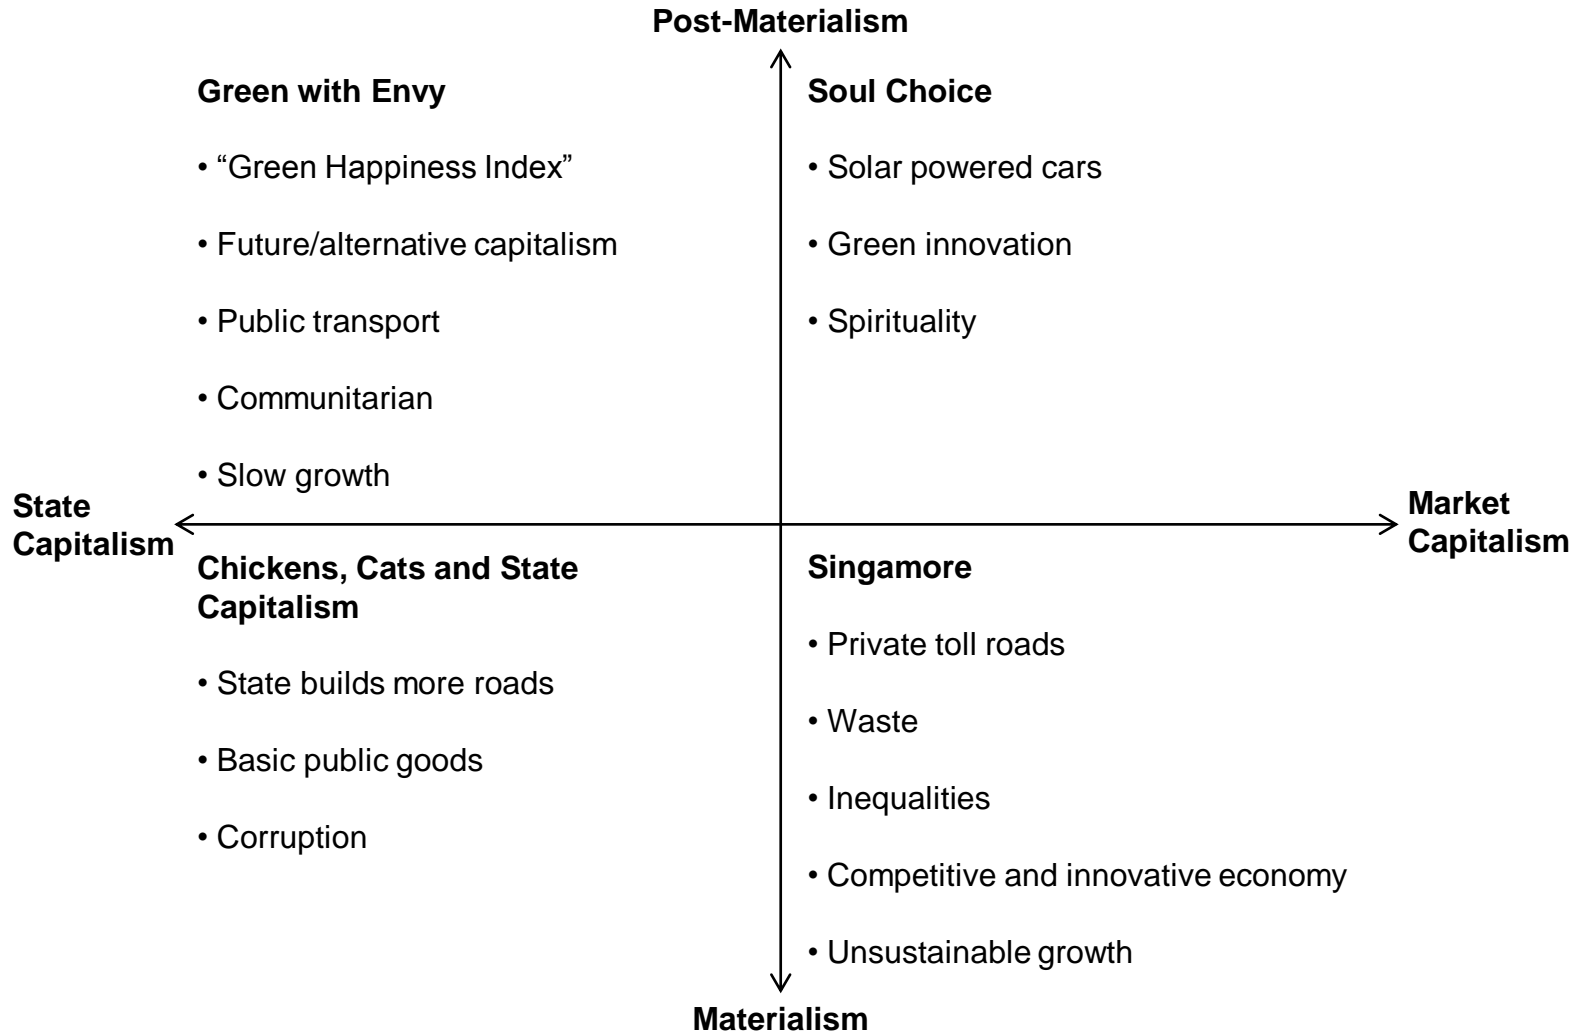 Post-Materialism
Green with Envy
• “Green Happiness Index”
• Future/alternative capitalism
• Public transport
• Communitarian
• Slow growth
Soul Choice
• Solar powered cars
• Green innovation
• Spirituality
State
Capitalism
Market
Capitalism
Chickens, Cats and State
Capitalism
• State builds more roads
• Basic public goods
• Corruption
Singamore
• Private toll roads
• Waste
• Inequalities
• Competitive and innovative economy
• Unsustainable growth
Materialism